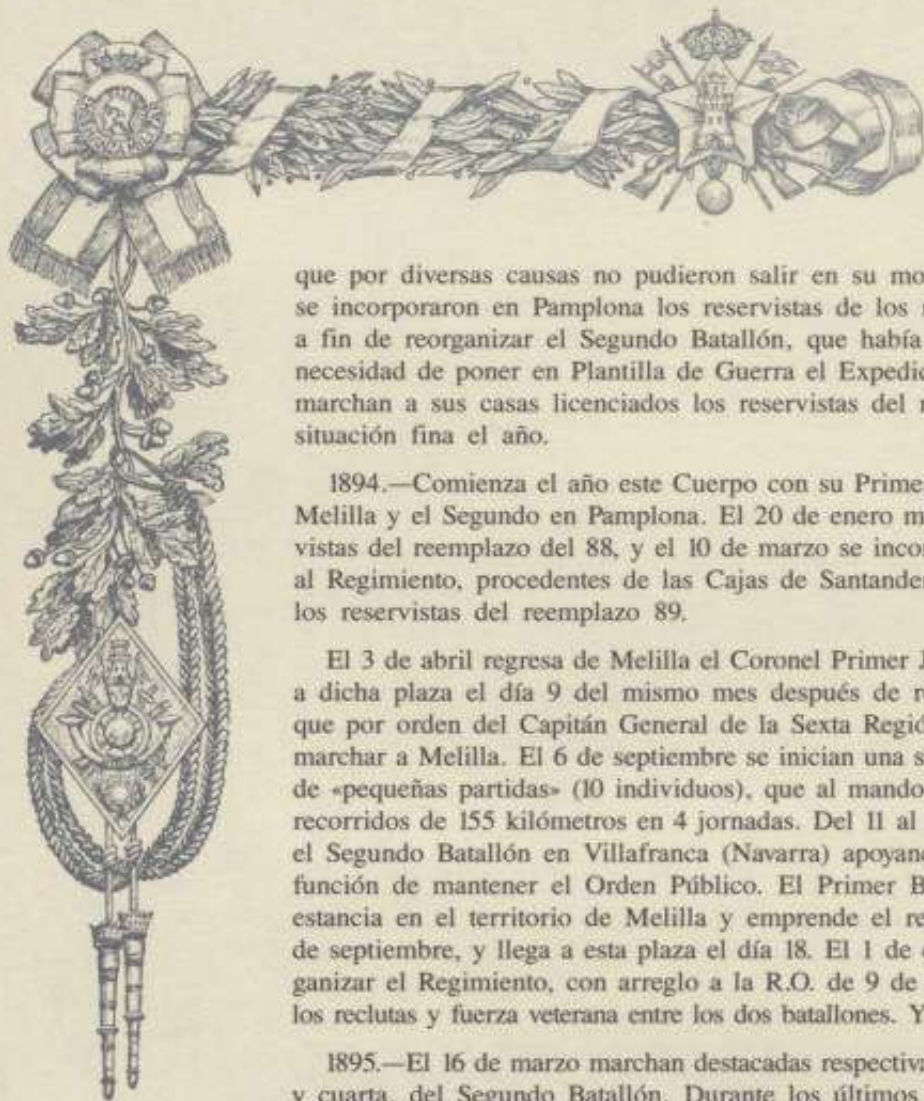 que por diversas causas no pudieron salir en su
se incorporaron en Pamplona los reservistas de los
a fin de reorganizar el Segundo Batallón, que había
necesidad de poner en Plantilla de Guerra el
marchan a sus casas licenciados los reservistas del
situación fina el año.
1894.—Comienza el año este Cuerpo con su
Melilla y el Segundo en Pamplona. El 20 de enero
vistas del reemplazo del 88, y el 10 de marzo se
al Regimiento, procedentes de las Cajas de Santander
los reservistas del reemplazo 89.
El 3 de abril regresa de Melilla el Coronel Primer
a dicha plaza el día 9 del mismo mes después de
que por orden del Capitán General de la Sexta
marchar a Melilla. El 6 de septiembre se inician una
de «pequeñas partidas» (10 individuos), que al mando
recorridos de 155 kilómetros en 4 jornadas. Del 11 al
el Segundo Batallón en Villafranca (Navarra)
función de mantener el Orden Público. El Primer
estancia en el territorio de Melilla y emprende el
de septiembre, y llega a esta plaza el día 18. El 1 de
ganizar el Regimiento, con arreglo a la R.O. de 9 de
los reclutas y fuerza veterana entre los dos batallones. Y
1895.—El 16 de marzo marchan destacadas
y cuarta, del Segundo Batallón. Durante los últimos